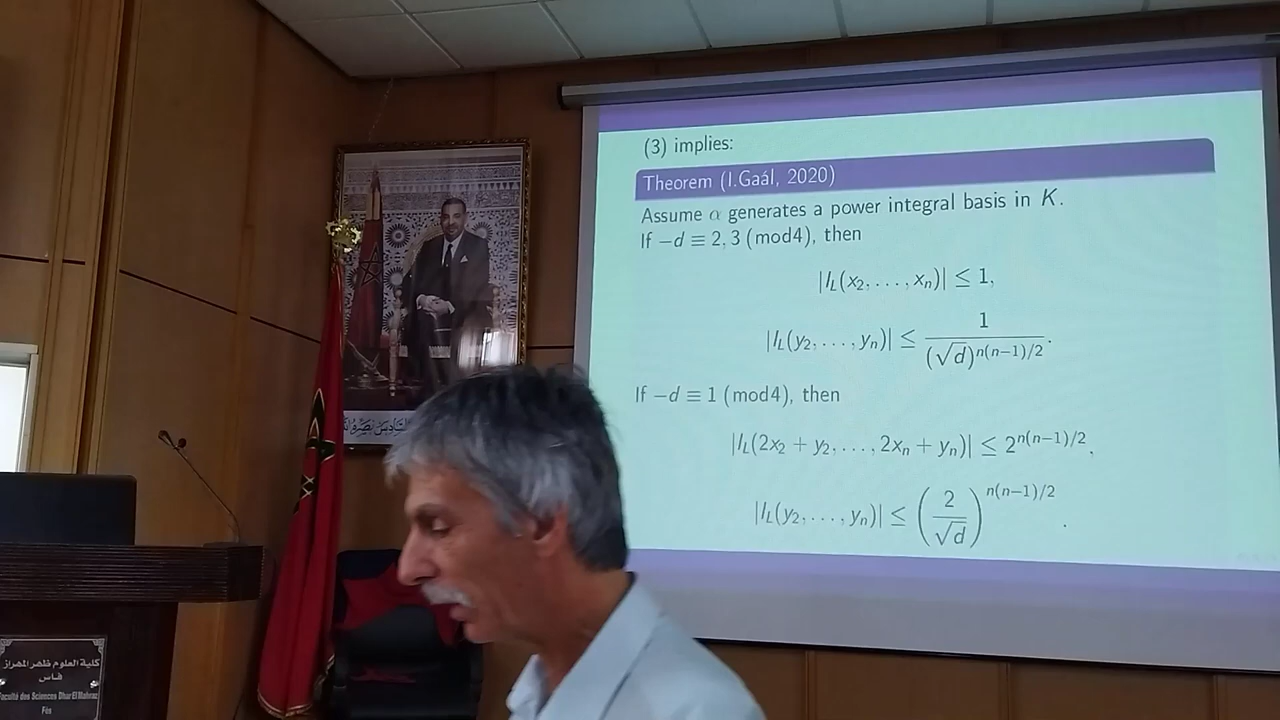 (3) implies:
Theorem (I.Gaál, 2020)
Assume α generates a power integral basis in K.
If −d ≡ 2, 3 (mod4), then
|I_L(x_2, . . . , x_n)| ≤ 1,
|I_L(y_2, . . . , y_n)| ≤ 1 / (√d)^{n(n−1)/2}.
If −d ≡ 1 (mod4), then
|I_L(2x_2 + y_2, . . . , 2x_n + y_n)| ≤ 2^{n(n−1)/2},
|I_L(y_2, . . . , y_n)| ≤ (2 / √d)^{n(n−1)/2} .
كلية العلوم ظهر المهراز
فاس
Faculté des Sciences Dhar El Mahraz
Fès